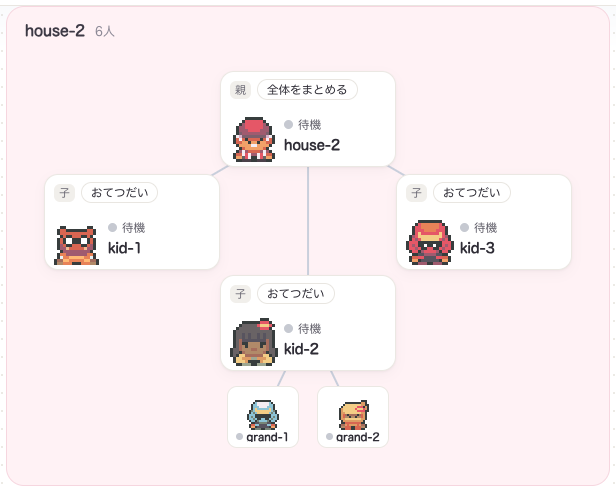 house-2 6人
親 全体をまとめる
待機
house-2
子 おてつだい
待機
kid-1
子 おてつだい
待機
kid-3
子 おてつだい
待機
kid-2
grand-1
grand-2